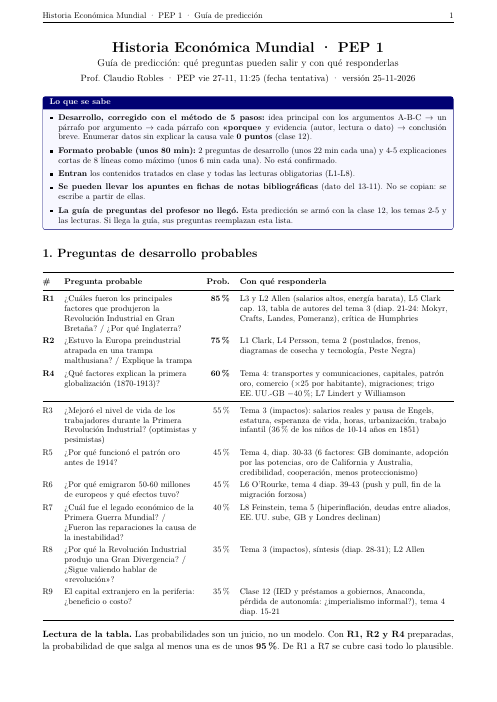 Historia Económica Mundial · PEP 1 · Guía de predicción 1
Historia Económica Mundial · PEP 1
Guía de predicción: qué preguntas pueden salir y con qué responderlas
Prof. Claudio Robles · PEP vie 27-11, 11:25 (fecha tentativa) · versión 25-11-2026
Lo que se sabe
▪ Desarrollo, corregido con el método de 5 pasos: idea principal con los argumentos A-B-C → un
párrafo por argumento → cada párrafo con «porque» y evidencia (autor, lectura o dato) → conclusión
breve. Enumerar datos sin explicar la causa vale 0 puntos (clase 12).
▪ Formato probable (unos 80 min): 2 preguntas de desarrollo (unos 22 min cada una) y 4-5 explicaciones
cortas de 8 líneas como máximo (unos 6 min cada una). No está confirmado.
▪ Entran los contenidos tratados en clase y todas las lecturas obligatorias (L1-L8).
▪ Se pueden llevar los apuntes en fichas de notas bibliográficas (dato del 13-11). No se copian: se
escribe a partir de ellas.
▪ La guía de preguntas del profesor no llegó. Esta predicción se armó con la clase 12, los temas 2-5 y
las lecturas. Si llega la guía, sus preguntas reemplazan esta lista.
1. Preguntas de desarrollo probables
# Pregunta probable Prob. Con qué responderla
R1 ¿Cuáles fueron los principales 85 % L3 y L2 Allen (salarios altos, energía barata), L5 Clark
factores que produjeron la cap. 13, tabla de autores del tema 3 (diap. 21-24: Mokyr,
Revolución Industrial en Gran Crafts, Landes, Pomeranz), crítica de Humphries
Bretaña? / ¿Por qué Inglaterra?
R2 ¿Estuvo la Europa preindustrial 75 % L1 Clark, L4 Persson, tema 2 (postulados, frenos,
atrapada en una trampa diagramas de cosecha y tecnología, Peste Negra)
malthusiana? / Explique la trampa
R4 ¿Qué factores explican la primera 60 % Tema 4: transportes y comunicaciones, capitales, patrón
globalización (1870-1913)? oro, comercio (×25 por habitante), migraciones; trigo
EE. UU.-GB −40 %; L7 Lindert y Williamson
R3 ¿Mejoró el nivel de vida de los 55 % Tema 3 (impactos): salarios reales y pausa de Engels,
trabajadores durante la Primera estatura, esperanza de vida, horas, urbanización, trabajo
Revolución Industrial? (optimistas y infantil (36 % de los niños de 10-14 años en 1851)
pesimistas)
R5 ¿Por qué funcionó el patrón oro 45 % Tema 4, diap. 30-33 (6 factores: GB dominante, adopción
antes de 1914? por las potencias, oro de California y Australia,
credibilidad, cooperación, menos proteccionismo)
R6 ¿Por qué emigraron 50-60 millones 45 % L6 O'Rourke, tema 4 diap. 39-43 (push y pull, fin de la
de europeos y qué efectos tuvo? migración forzosa)
R7 ¿Cuál fue el legado económico de la 40 % L8 Feinstein, tema 5 (hiperinflación, deudas entre aliados,
Primera Guerra Mundial? / EE. UU. sube, GB y Londres declinan)
¿Fueron las reparaciones la causa de
la inestabilidad?
R8 ¿Por qué la Revolución Industrial 35 % Tema 3 (impactos), síntesis (diap. 28-31); L2 Allen
produjo una Gran Divergencia? /
¿Sigue valiendo hablar de
«revolución»?
R9 El capital extranjero en la periferia: 35 % Clase 12 (IED y préstamos a gobiernos, Anaconda,
¿beneficio o costo? pérdida de autonomía: ¿imperialismo informal?), tema 4
diap. 15-21
Lectura de la tabla. Las probabilidades son un juicio, no un modelo. Con R1, R2 y R4 preparadas,
la probabilidad de que salga al menos una es de unos 95 %. De R1 a R7 se cubre casi todo lo plausible.